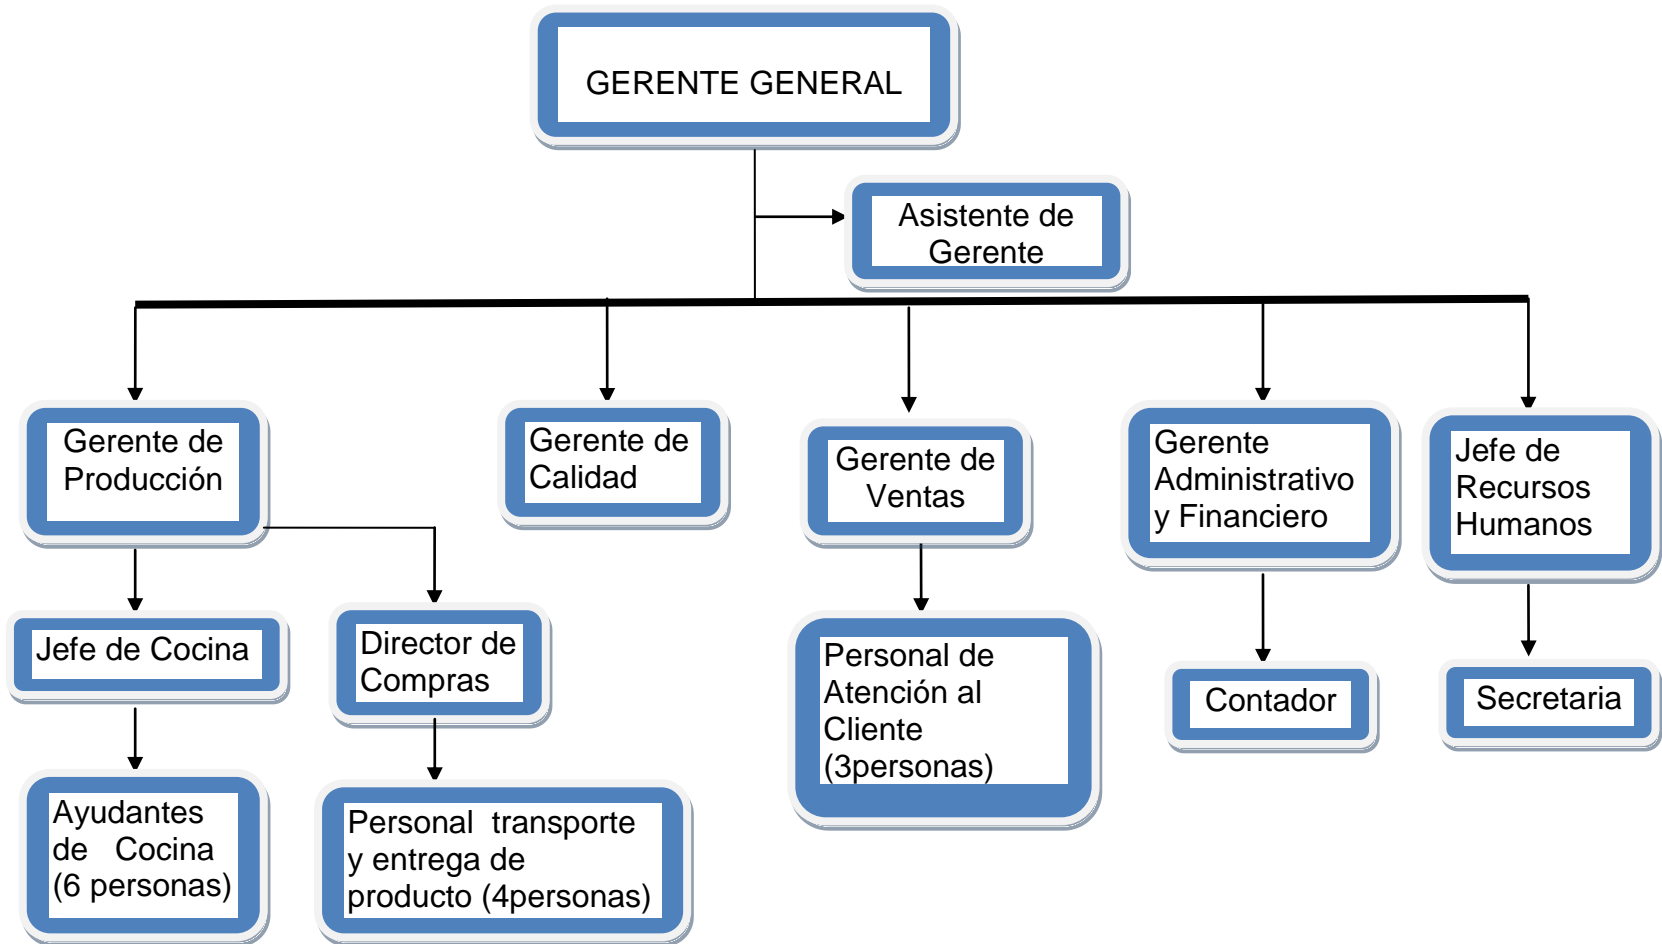 GERENTE GENERAL
Asistente de
Gerente
Gerente de
Producción
Gerente de
Calidad
Gerente de
Ventas
Gerente
Administrativo
y Financiero
Jefe de
Recursos
Humanos
Jefe de Cocina
Director de
Compras
Personal de
Atención al
Cliente
(3personas)
Contador
Secretaria
Ayudantes
de Cocina
(6 personas)
Personal transporte
y entrega de
producto (4personas)